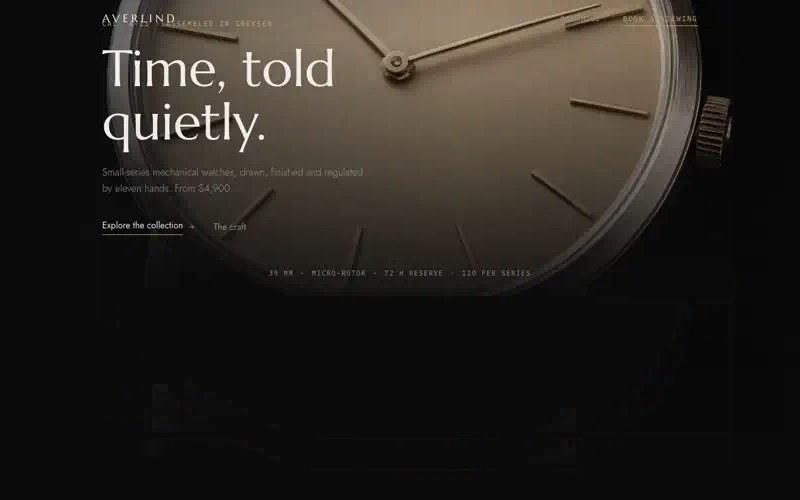 AVERLIND
ASSEMBLED IN GREYSEN
BOOK A VIEWING
Time, told
quietly.
Small-series mechanical watches, drawn, finished and regulated
by eleven hands. From $4,900.
Explore the collection →
The craft
39 MM · MICRO-ROTOR · 72 H RESERVE · 120 PER SERIES